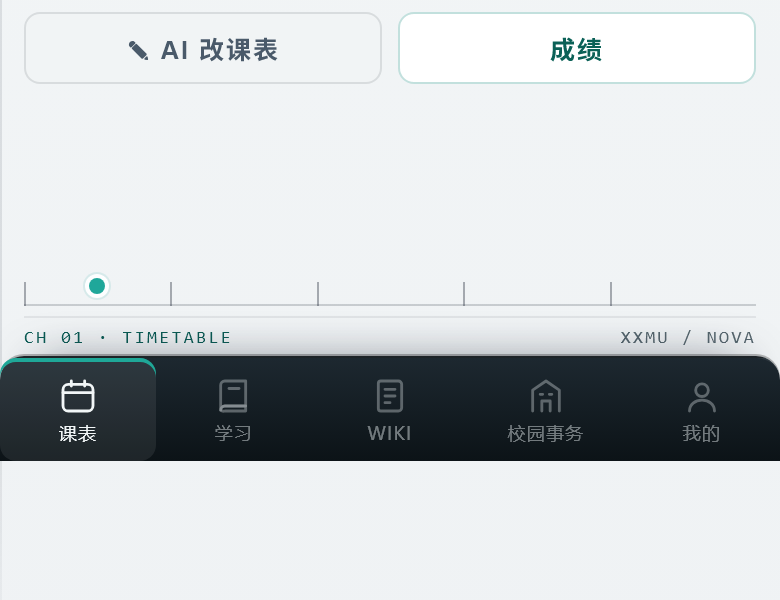 AI 改课表
成绩
CH 01 · TIMETABLE
XXMU / NOVA
课表
学习
WIKI
校园事务
我的